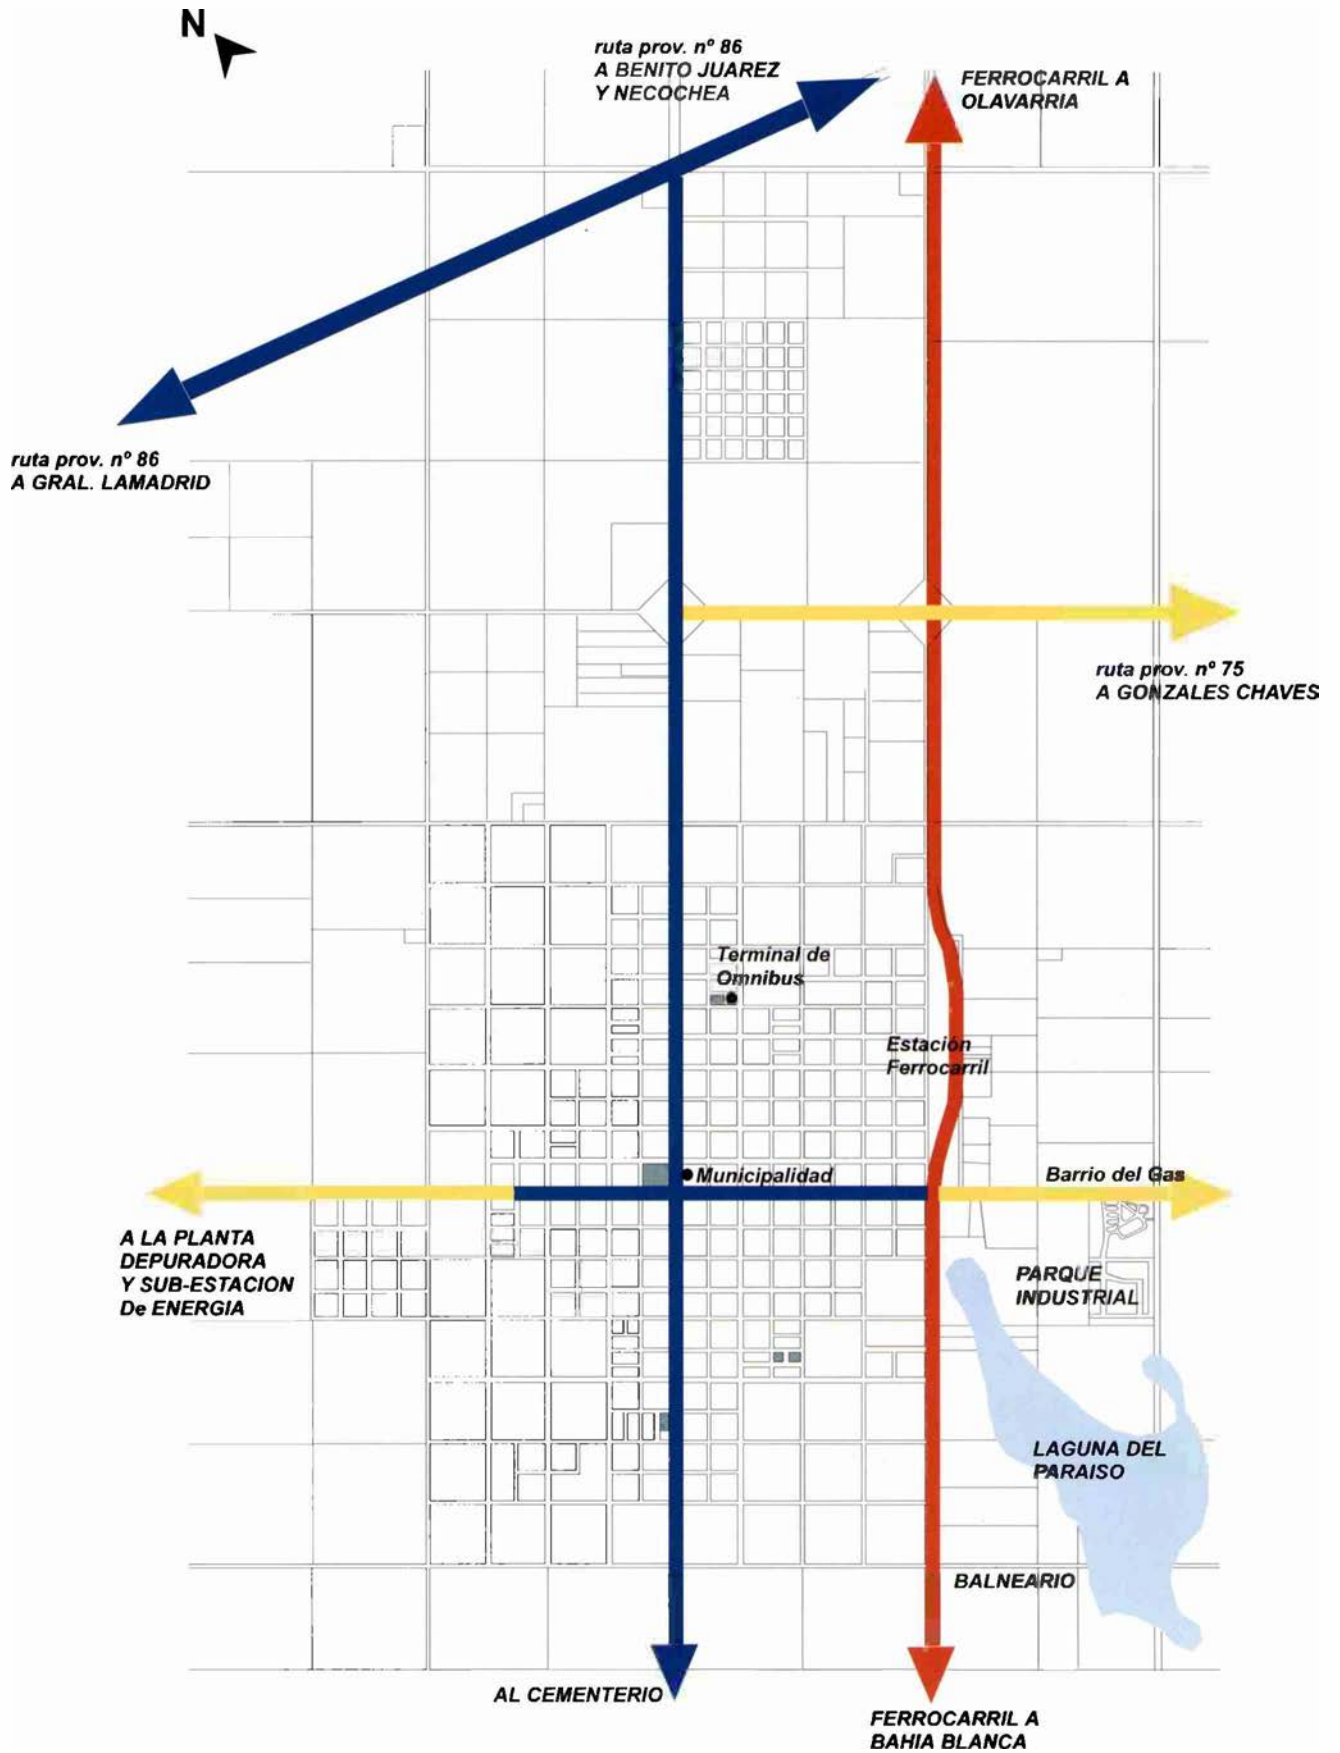 N
ruta prov. nº 86
A BENITO JUAREZ
Y NECOCHEA
FERROCARRIL A
OLAVARRIA
ruta prov. nº 86
A GRAL. LAMADRID
ruta prov. nº 75
A GONZALES CHAVES
Terminal de
Omnibus
Estación
Ferrocarril
Municipalidad
Barrio del Gas
A LA PLANTA
DEPURADORA
Y SUB-ESTACION
De ENERGIA
PARQUE
INDUSTRIAL
LAGUNA DEL
PARAISO
BALNEARIO
AL CEMENTERIO
FERROCARRIL A
BAHIA BLANCA